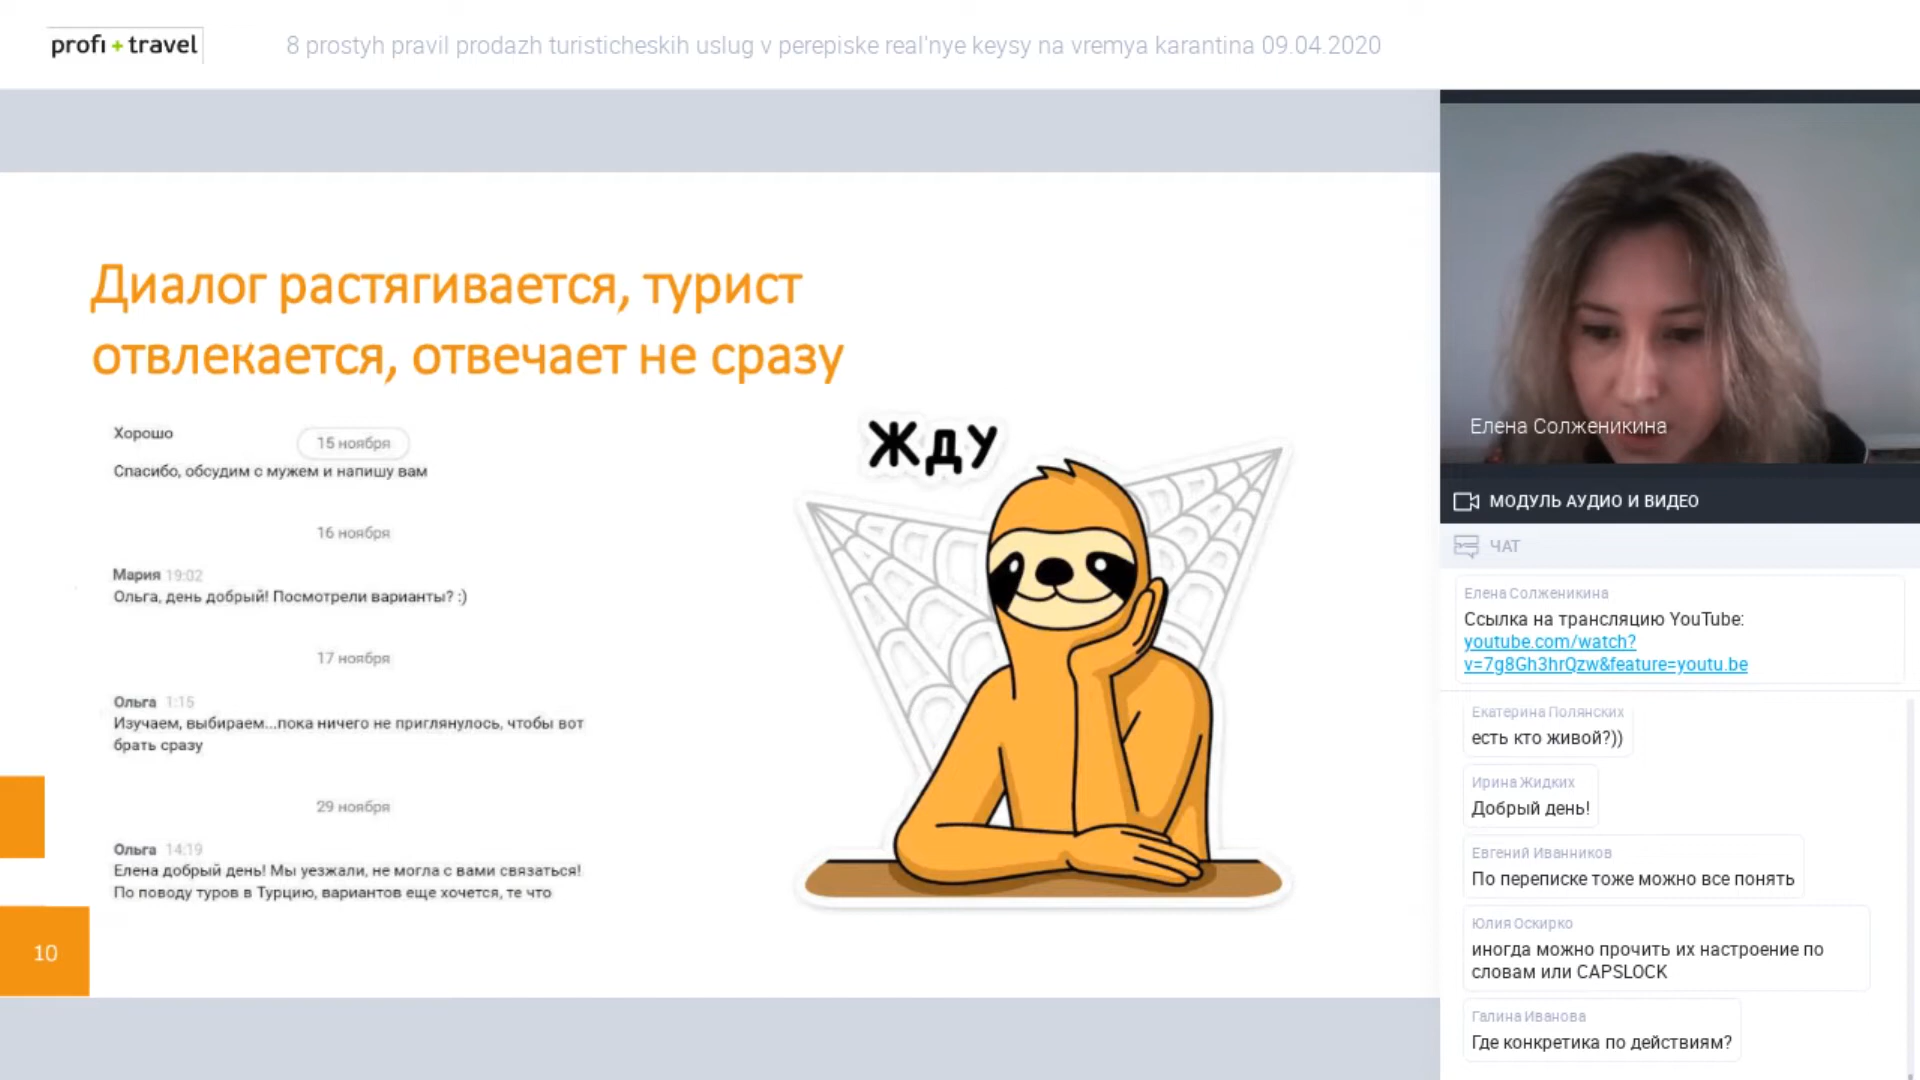 profi + travel
8 prostyh pravil prodazh turisticheskih uslug v perepiske real'nye keysy na vremya karantina 09.04.2020
Диалог растягивается, турист
отвлекается, отвечает не сразу
Хорошо
15 ноября
Спасибо, обсудим с мужем и напишу вам
16 ноября
Мария 19:02
Ольга, день добрый! Посмотрели варианты? :)
17 ноября
Ольга 1:15
Изучаем, выбираем...пока ничего не приглянулось, чтобы вот
брать сразу
29 ноября
Ольга 14:19
Елена добрый день! Мы уезжали, не могла с вами связаться!
По поводу туров в Турцию, вариантов еще хочется, те что
10
ЖДУ
Елена Солженикина
МОДУЛЬ АУДИО И ВИДЕО
ЧАТ
Елена Солженикина
Ссылка на трансляцию YouTube:
youtube.com/watch?
v=7g8Gh3hrQzw&feature=youtu.be
Екатерина Полянских
есть кто живой?))
Ирина Жидких
Добрый день!
Евгений Иванников
По переписке тоже можно все понять
Юлия Оскирко
иногда можно прочить их настроение по
словам или CAPSLOCK
Галина Иванова
Где конкретика по действиям?